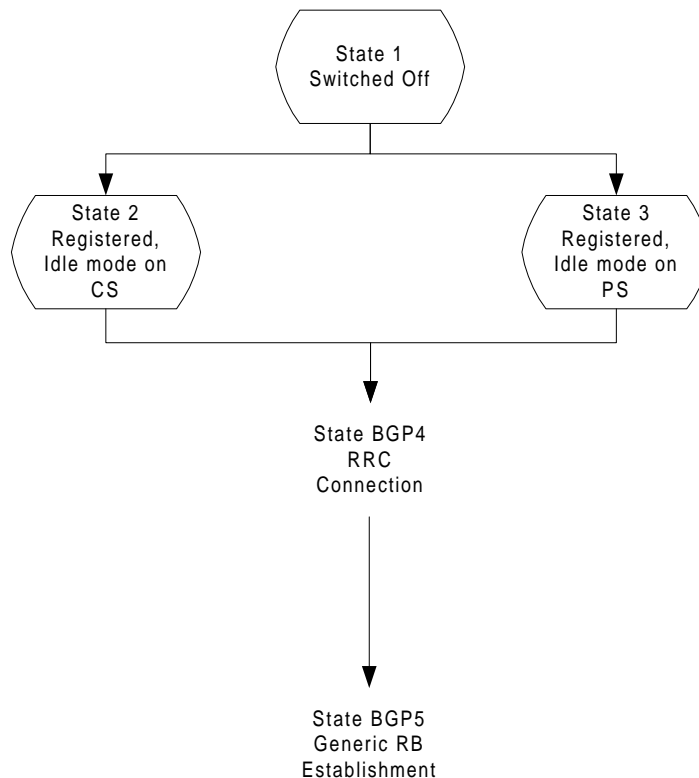 State 1
Switched Off
State 2
Registered,
Idle mode on
CS
State 3
Registered,
Idle mode on
PS
State BGP4
RRC
Connection
State BGP5
Generic RB
Establishment